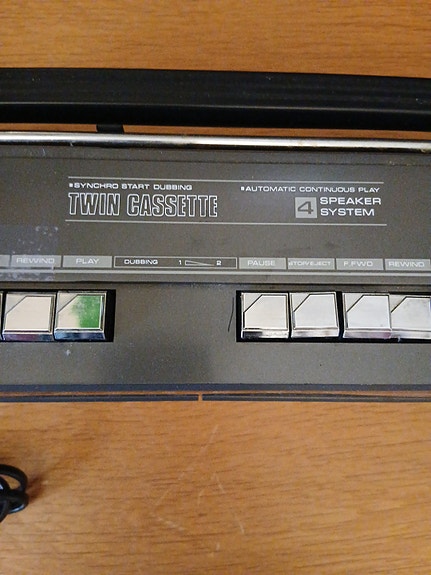 ▪SYNCHRO START DUBBING
TWIN CASSETTE
▪AUTOMATIC CONTINUOUS PLAY
4 SPEAKER
SYSTEM
REWIND PLAY DUBBING 1 2 PAUSE STOP/EJECT F.FWD REWIND